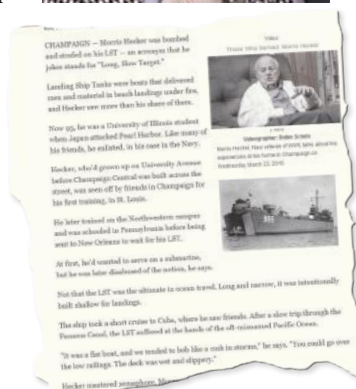 CHAMPAIGN — Morris Hecker was bombed
and strafed on his LST — an acronym that he
jokes stands for "Long, Slow Target."
Landing Ship Tanks were boats that delivered
men and material in beach landings under fire,
and Hecker saw more than his share of them.
Now 95, he was a University of Illinois student
when Japan attacked Pearl Harbor. Like many of
his friends, he enlisted, in his case in the Navy.
Hecker, who'd grown up on University Avenue
before Champaign Central was built across the
street, was seen off by friends in Champaign for
his first training, in St. Louis.
He later trained on the Northwestern campus
and was schooled in Pennsylvania before being
sent to New Orleans to wait for his LST.
At first, he'd wanted to serve on a submarine,
but he was later disabused of the notion, he says.
Not that the LST was the ultimate in ocean travel. Long and narrow, it was intentionally
built shallow for landings.
The ship took a short cruise to Cuba, where he saw friends. After a slow trip through the
Panama Canal, the LST suffered at the hands of the oft-misnamed Pacific Ocean.
"It was a flat boat, and we tended to bob like a cork in storms," he says. "You could go over
the low railings. The deck was wet and slippery."
Hecker mastered semaphore,
Video
Those Who Served: Morris Hecker
Videographer:
Morris Hecker, Navy veteran of WWII, talks about his
experiences at his home in Champaign on
Wednesday, March 23, 2016.